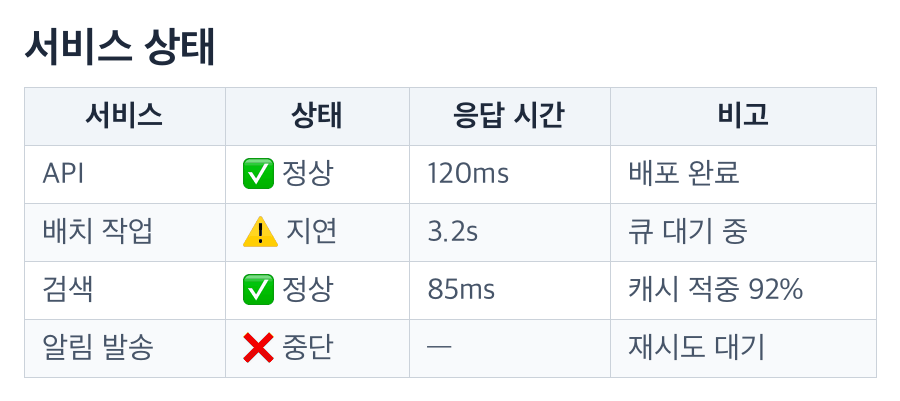 서비스 상태
서비스 상태 응답 시간 비고
API ✅ 정상 120ms 배포 완료
배치 작업 ⚠️ 지연 3.2s 큐 대기 중
검색 ✅ 정상 85ms 캐시 적중 92%
알림 발송 ❌ 중단 — 재시도 대기